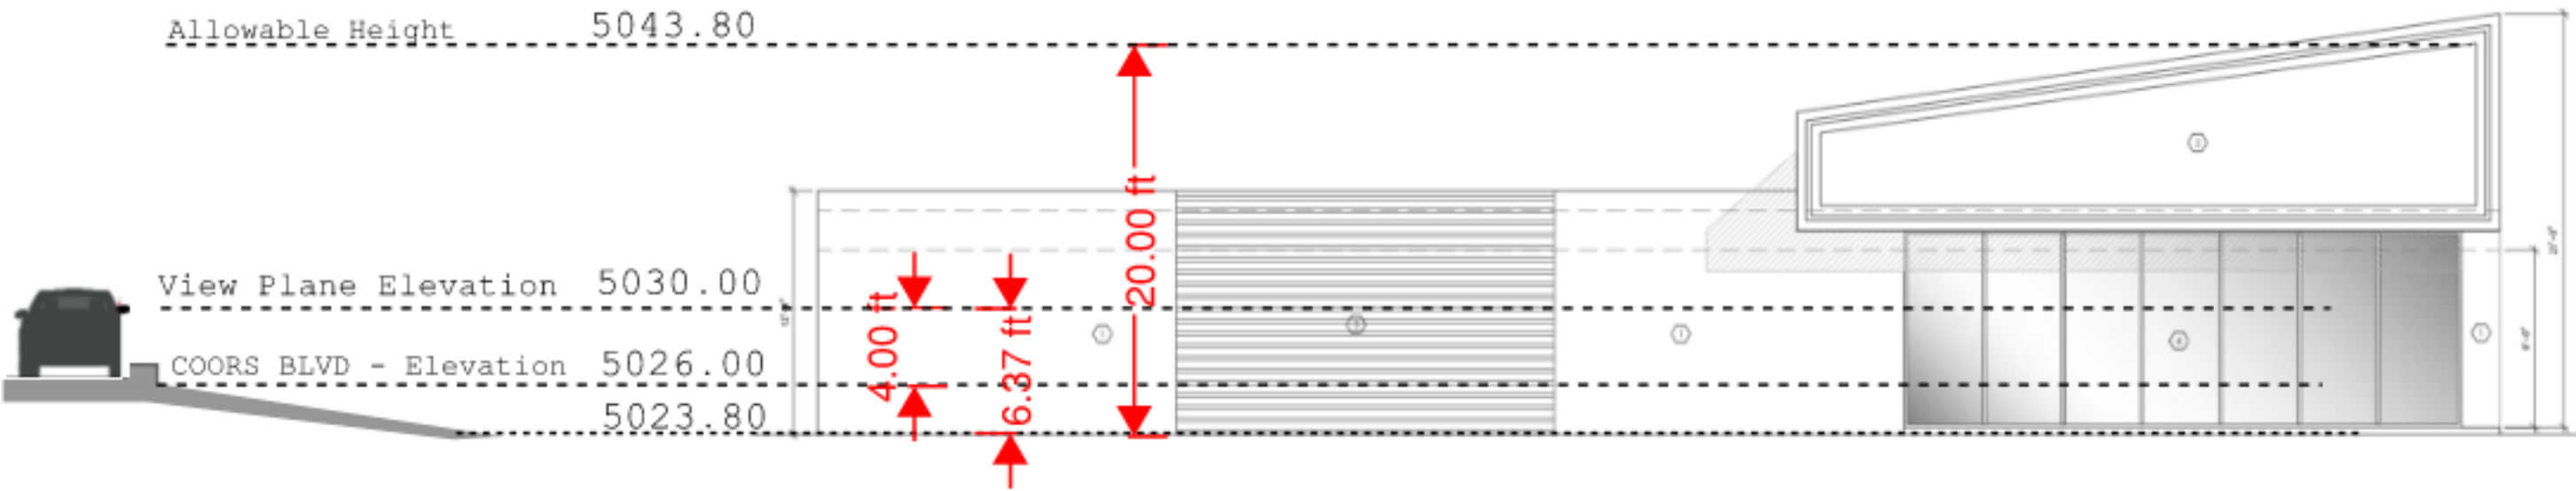 Allowable Height 5043.80
20.00 ft
View Plane Elevation 5030.00
4.00 ft
6.37 ft
COORS BLVD - Elevation 5026.00
5023.80